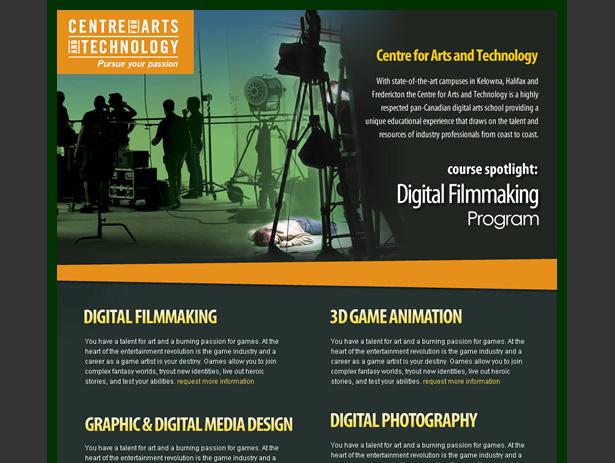 CENTRE FOR ARTS
AND TECHNOLOGY
Pursue your passion
Centre for Arts and Technology
With state-of-the-art campuses in Kelowna, Halifax and
Fredericton the Centre for Arts and Technology is a highly
respected pan-Canadian digital arts school providing a
unique educational experience that draws on the talent and
resources of industry professionals from coast to coast.
course spotlight:
Digital Filmmaking
Program
DIGITAL FILMMAKING
You have a talent for art and a burning passion for games. At the
heart of the entertainment revolution is the game industry and a
career as a game artist is your destiny. Games allow you to join
complex fantasy worlds, tryout new identities, live out heroic
stories, and test your abilities. request more information
3D GAME ANIMATION
You have a talent for art and a burning passion for games. At the
heart of the entertainment revolution is the game industry and a
career as a game artist is your destiny. Games allow you to join
complex fantasy worlds, tryout new identities, live out heroic
stories, and test your abilities. request more information
GRAPHIC & DIGITAL MEDIA DESIGN
You have a talent for art and a burning passion for games. At the
heart of the entertainment revolution is the game industry and a
DIGITAL PHOTOGRAPHY
You have a talent for art and a burning passion for games. At the
heart of the entertainment revolution is the game industry and a